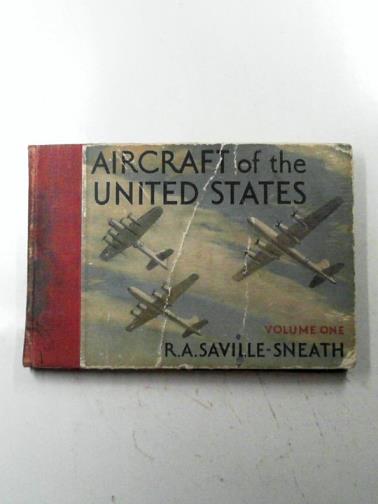 AIRCRAFT of the
UNITED STATES
VOLUME ONE
R.A.SAVILLE-SNEATH